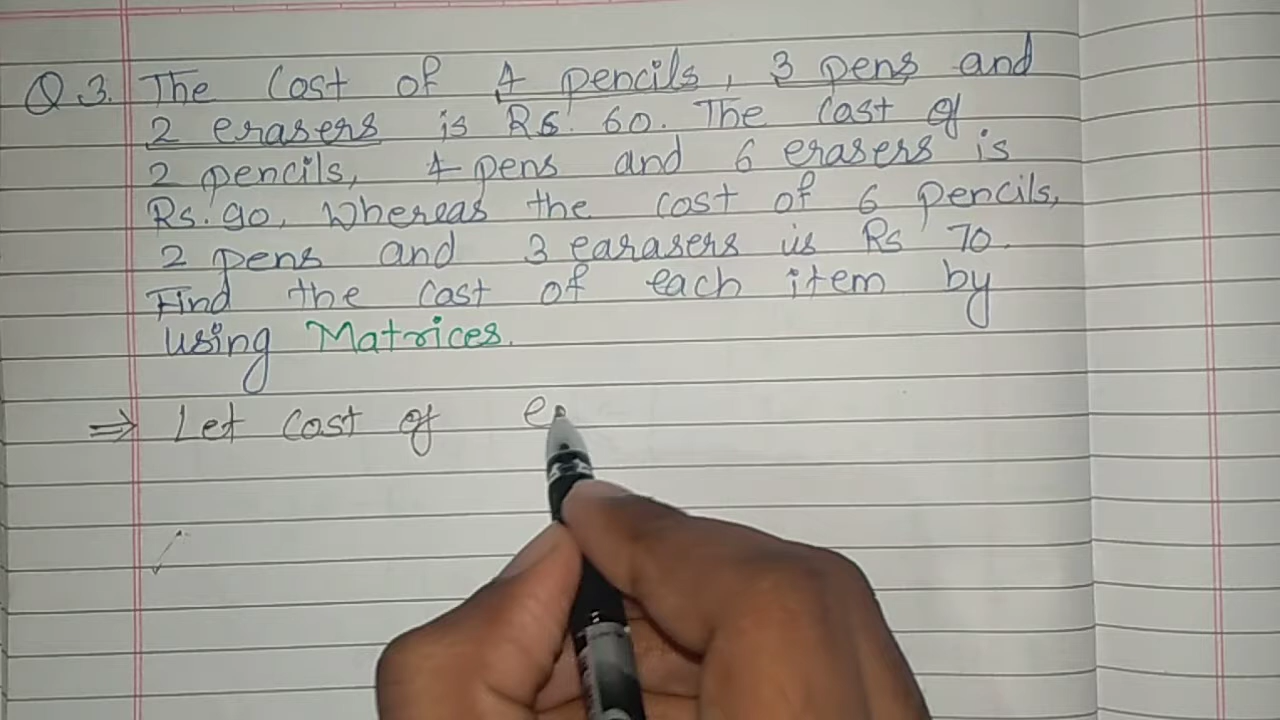 Q 3. The Cost of 4 pencils, 3 pens and
2 erasers is Rs. 60. The Cost of
2 pencils, 4 pens and 6 erasers is
Rs. 90, Whereas the cost of 6 pencils,
2 pens and 3 earasers is Rs 70.
Find the cost of each item by
using Matrices.
⇒ Let Cost of e